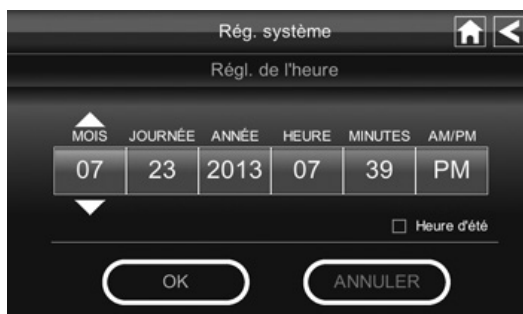 Rég. système
Régl. de l'heure
MOIS JOURNÉE ANNÉE HEURE MINUTES AM/PM
07 23 2013 07 39 PM
Heure d'été
OK ANNULER